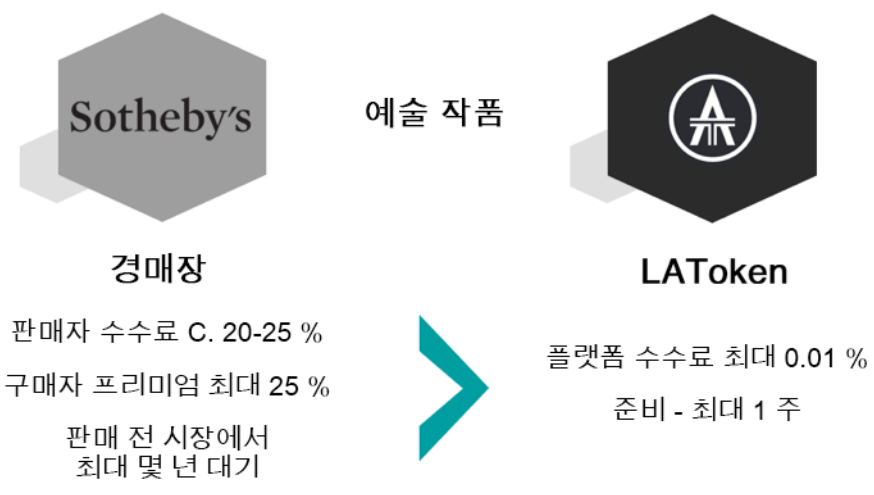 Sotheby's
예술 작품
경매장
LAToken
판매자 수수료 C. 20-25 %
구매자 프리미엄 최대 25 %
판매 전 시장에서
최대 몇 년 대기
플랫폼 수수료 최대 0.01 %
준비 - 최대 1 주